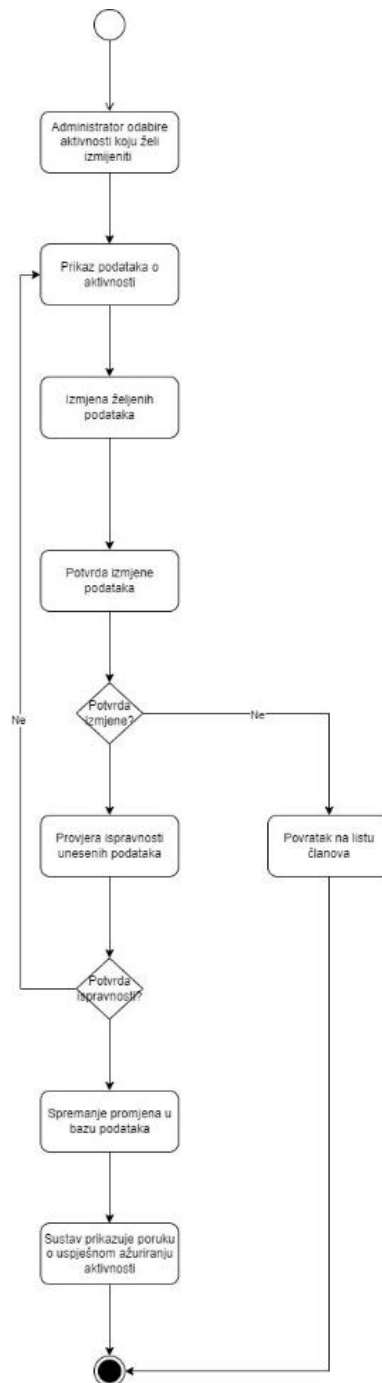 Administrator odabire
aktivnosti koju želi
izmijeniti
Prikaz podataka o
aktivnosti
Izmjena željenih
podataka
Potvrda izmjene
podataka
Potvrda
izmjene?
Ne
Ne
Provjera ispravnosti
unesenih podataka
Povratak na listu
članova
Potvrda
ispravnosti?
Spremanje promjena u
bazu podataka
Sustav prikazuje poruku
o uspješnom ažuriranju
aktivnosti